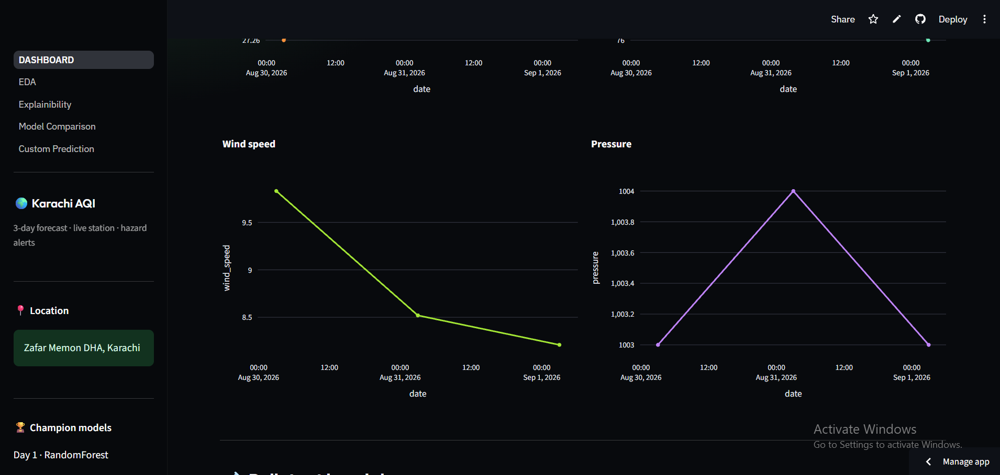 Share
Deploy
DASHBOARD
EDA
Explainibility
Model Comparison
Custom Prediction
Karachi AQI
3-day forecast · live station · hazard
alerts
Location
Zafar Memon DHA, Karachi
Champion models
Day 1 · RandomForest
27.26
00:00
Aug 30, 2026
12:00
00:00
Aug 31, 2026
12:00
00:00
Sep 1, 2026
date
76
00:00
Aug 30, 2026
12:00
00:00
Aug 31, 2026
12:00
00:00
Sep 1, 2026
date
Wind speed
wind_speed
9.5
9
8.5
00:00
Aug 30, 2026
12:00
00:00
Aug 31, 2026
12:00
00:00
Sep 1, 2026
date
Pressure
pressure
1004
1,003.8
1,003.6
1,003.4
1,003.2
1003
00:00
Aug 30, 2026
12:00
00:00
Aug 31, 2026
12:00
00:00
Sep 1, 2026
date
Activate Windows
Go to Settings to activate Windows.
Manage app